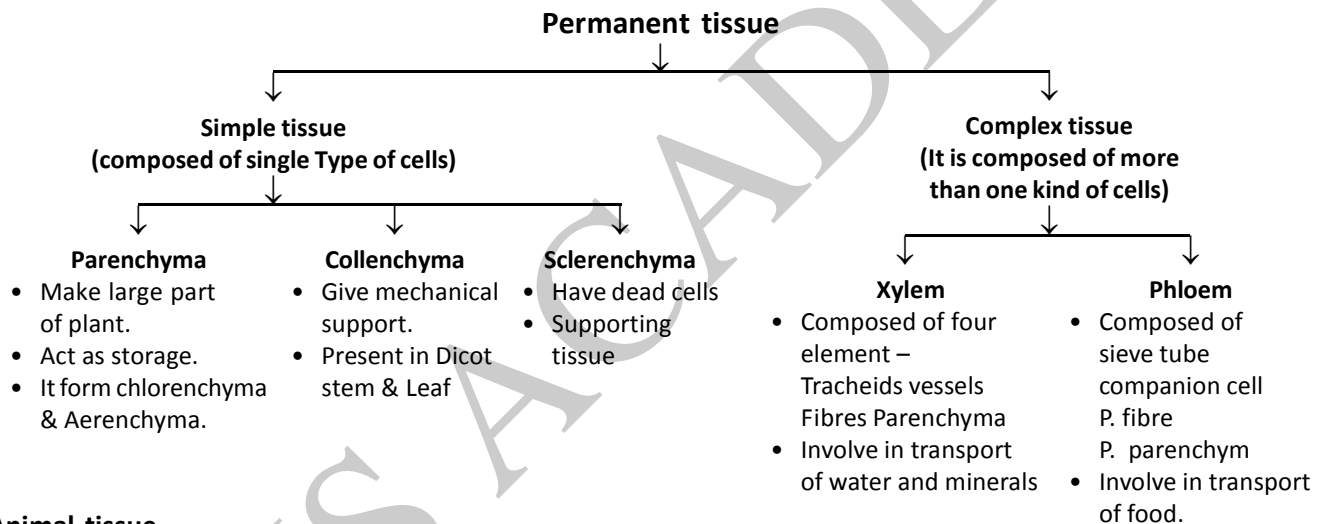 Permanent tissue
Simple tissue
(composed of single Type of cells)
Complex tissue
(It is composed of more
than one kind of cells)
Parenchyma
• Make large part
of plant.
• Act as storage.
• It form chlorenchyma
& Aerenchyma.
Collenchyma
• Give mechanical
support.
• Present in Dicot
stem & Leaf
Sclerenchyma
• Have dead cells
• Supporting
tissue
Xylem
• Composed of four
element –
Tracheids vessels
Fibres Parenchyma
• Involve in transport
of water and minerals
Phloem
• Composed of
sieve tube
companion cell
P. fibre
P. parenchym
• Involve in transport
of food.
tissue